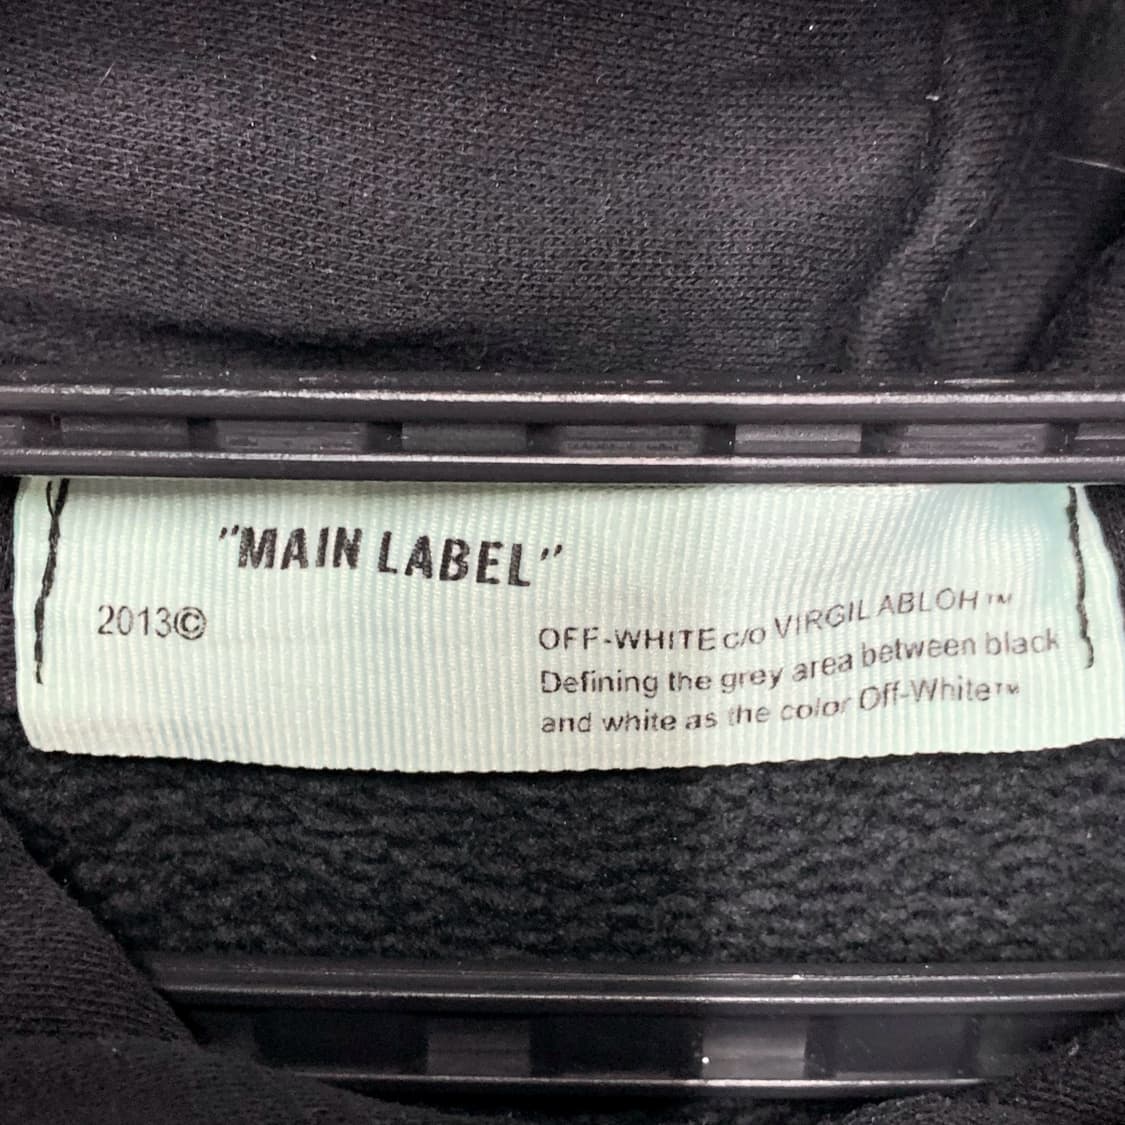 "MAIN LABEL"
2013©
OFF-WHITE c/o VIRGIL ABLOH™
Defining the grey area between black
and white as the color Off-White™